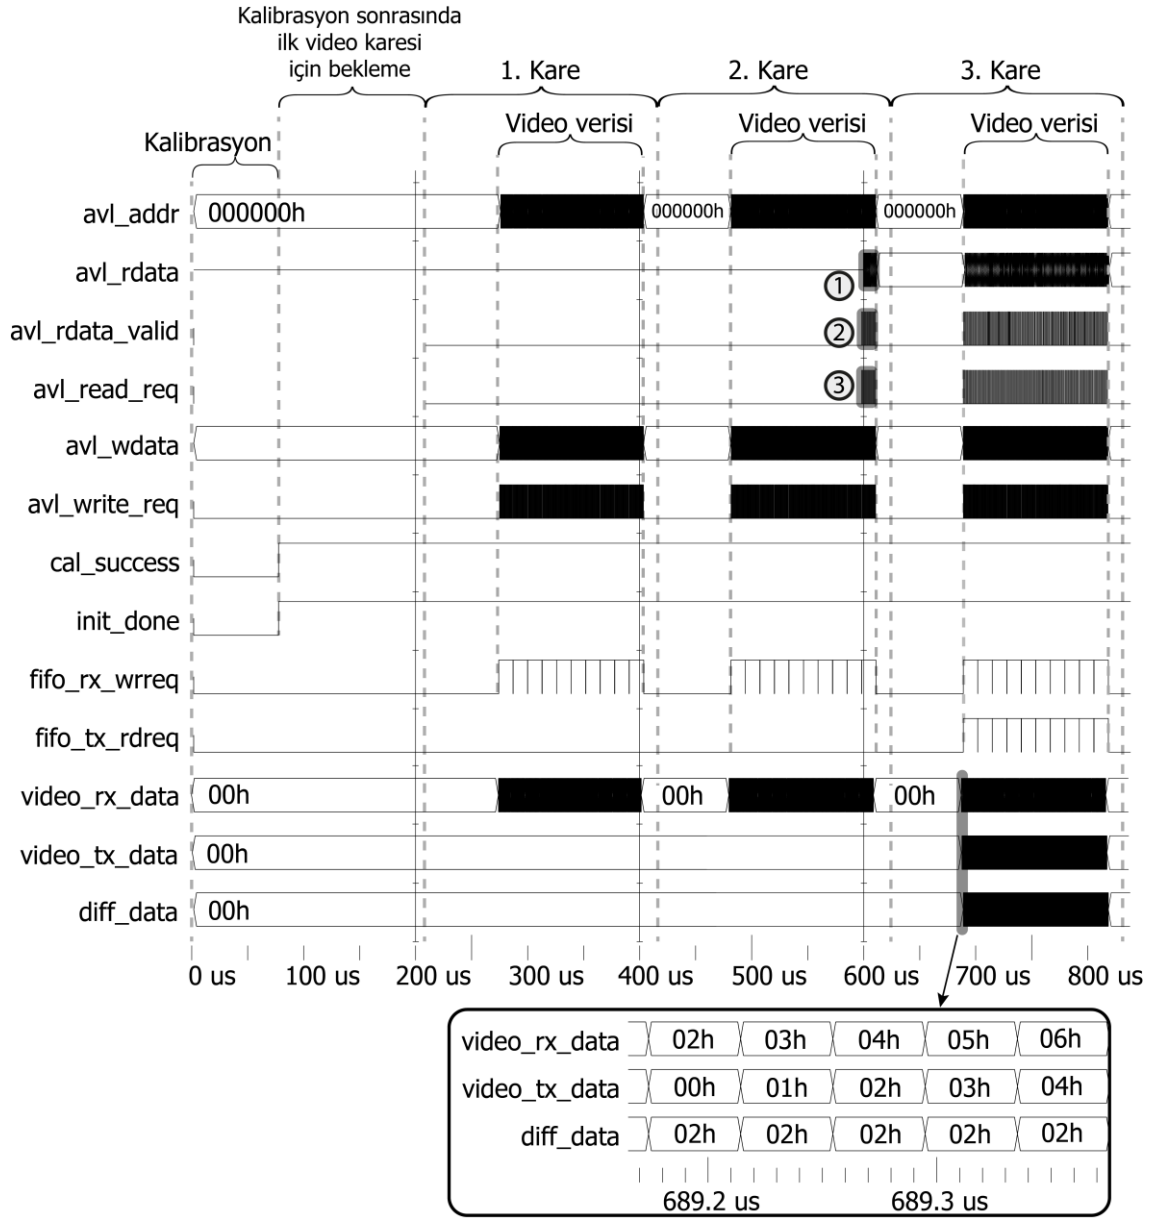 Kalibrasyon sonrasında
ilk video karesi
için bekleme
1. Kare
2. Kare
3. Kare
Kalibrasyon
Video verisi
Video verisi
Video verisi
avl_addr
000000h
000000h
000000h
avl_rdata
1
avl_rdata_valid
2
avl_read_req
3
avl_wdata
avl_write_req
cal_success
init_done
fifo_rx_wrreq
fifo_tx_rdreq
video_rx_data
00h
00h
00h
video_tx_data
00h
diff_data
00h
0 us
100 us
200 us
300 us
400 us
500 us
600 us
700 us
800 us
video_rx_data
02h
03h
04h
05h
06h
video_tx_data
00h
01h
02h
03h
04h
diff_data
02h
02h
02h
02h
02h
689.2 us
689.3 us